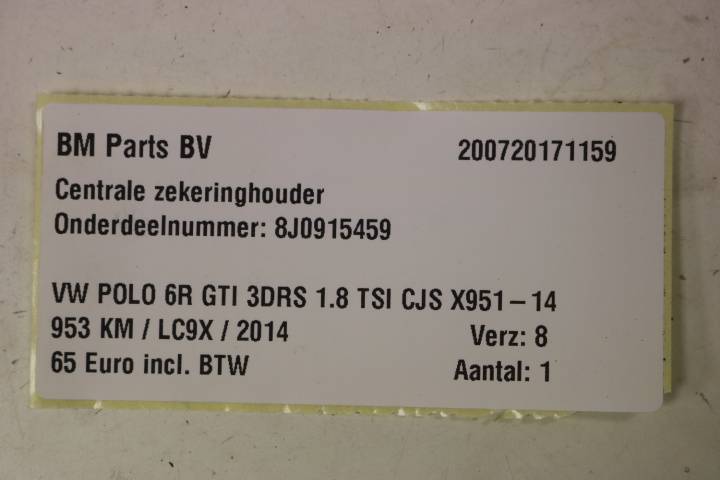 BM Parts BV 200720171159
Centrale zekeringhouder
Onderdeelnummer: 8J0915459
VW POLO 6R GTI 3DRS 1.8 TSI CJS X951-14
953 KM / LC9X / 2014 Verz: 8
65 Euro incl. BTW Aantal: 1